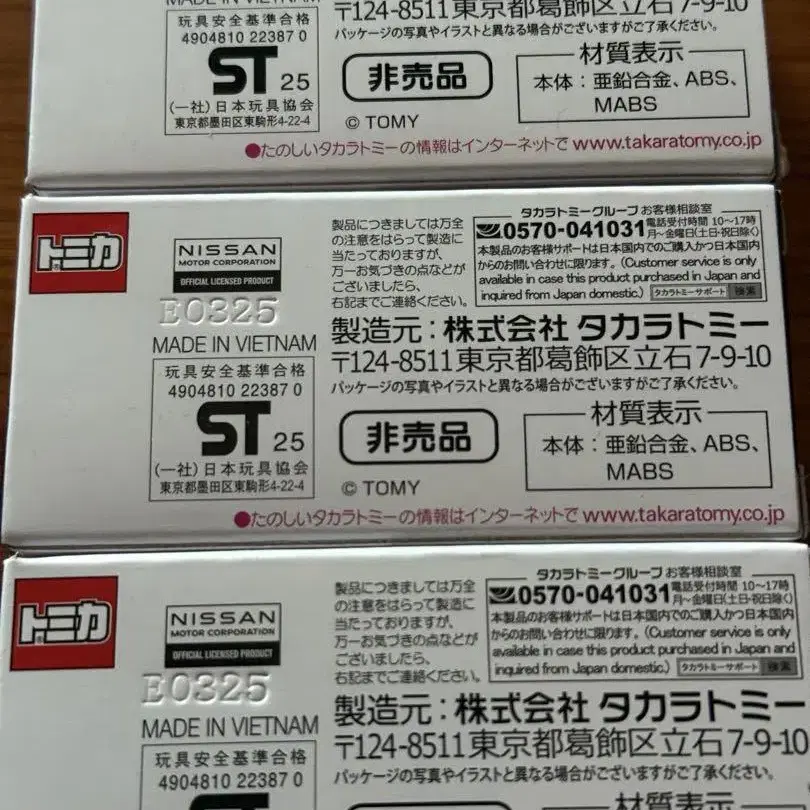 MADE IN VIETNAM
玩具安全基準合格
4904810 22387 0
ST 25
(一社)日本玩具協会
東京都墨田区東駒形4-22-4
〒124-8511東京都葛飾区立石7-9-10
パッケージの写真やイラストと異なる場合がございますがご了承ください。
非売品
材質表示
本体:亜鉛合金、ABS、
MABS
© TOMY
●たのしいタカラトミーの情報はインターネットで www.takaratomy.co.jp
トミカ
NISSAN
MOTOR CORPORATION
OFFICIAL LICENSED PRODUCT
E0325
MADE IN VIETNAM
玩具安全基準合格
4904810 22387 0
ST 25
(一社)日本玩具協会
東京都墨田区東駒形4-22-4
製品につきましては万全
の注意をはらって製造に
当たっておりますが、
万一お気づきの点などが
ございましたら、
右記までご連絡ください。
タカラトミーグループ お客様相談室
0570-041031 電話受付時間 10〜17時
月〜金曜日(土・日・祝日除く)
本製品のお客様サポートは日本国内でのご購入かつ日本国内
からのお問い合わせに限ります。(Customer service is only
available in case this product purchased in Japan and
inquired from Japan domestic.) タカラトミーサポート 検索
製造元:株式会社 タカラトミー
〒124-8511東京都葛飾区立石7-9-10
パッケージの写真やイラストと異なる場合がございますがご了承ください。
非売品
材質表示
本体:亜鉛合金、ABS、
MABS
© TOMY
●たのしいタカラトミーの情報はインターネットで www.takaratomy.co.jp
トミカ
NISSAN
MOTOR CORPORATION
OFFICIAL LICENSED PRODUCT
E0325
MADE IN VIETNAM
玩具安全基準合格
4904810 22387 0
ST
製品につきましては万全
の注意をはらって製造に
当たっておりますが、
万一お気づきの点などが
ございましたら、
右記までご連絡ください。
タカラトミーグループ お客様相談室
0570-041031 電話受付時間 10〜17時
月〜金曜日(土・日・祝日除く)
本製品のお客様サポートは日本国内でのご購入かつ日本国内
からのお問い合わせに限ります。(Customer service is only
available in case this product purchased in Japan and
inquired from Japan domestic.) タカラトミーサポート 検索
製造元:株式会社 タカラトミー
〒124-8511東京都葛飾区立石7-9-10
パッケージの写真やイラストと異なる場合がございますがご了承ください。
材質表示